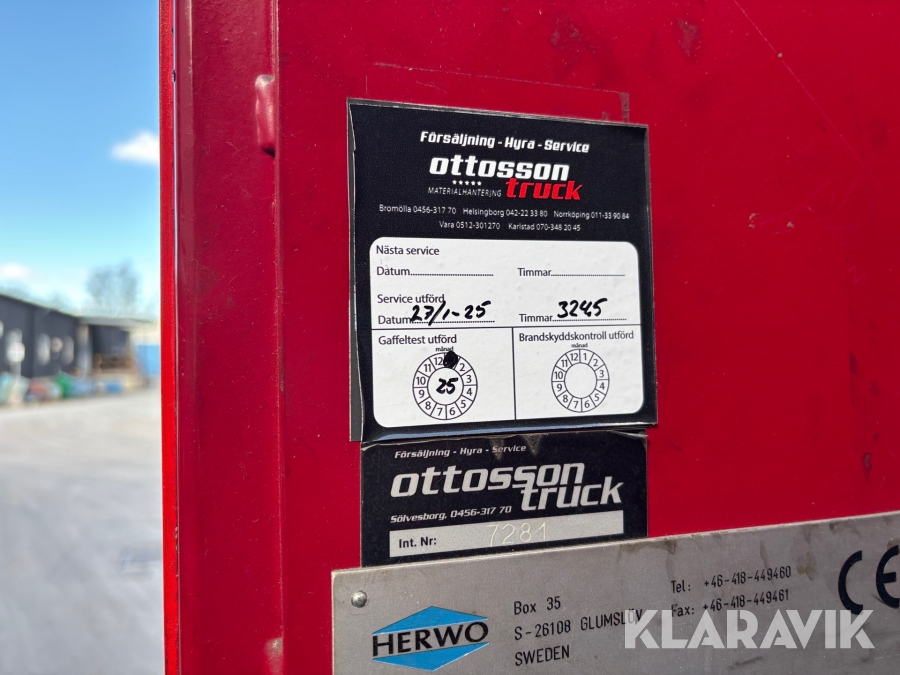 Försäljning - Hyra - Service
ottosson
MATERIALHANTERING truck
Bromölla 0456-317 70 Helsingborg 042-22 33 80 Norrköping 011-33 90 84
Vara 0512-301270 Karlstad 070-348 20 45
Nästa service
Datum Timmar
Service utförd
Datum 27/1-25 Timmar 3245
Gaffeltest utförd Brandskyddskontroll utförd
månad månad
12 2 3 4 5 6 7 8 9 10 11
25
12 1 2 3 4 5 6 7 8 9 10 11
Försäljning - Hyra - Service
ottosson
truck
Sölvesborg. 0456-317 70
Int. Nr: 7281
HERWO
Box 35
S-26108 GLUMSLÖV
SWEDEN
Tel: +46-418-449460
Fax: +46-418-449461
CE
KLARAVIK